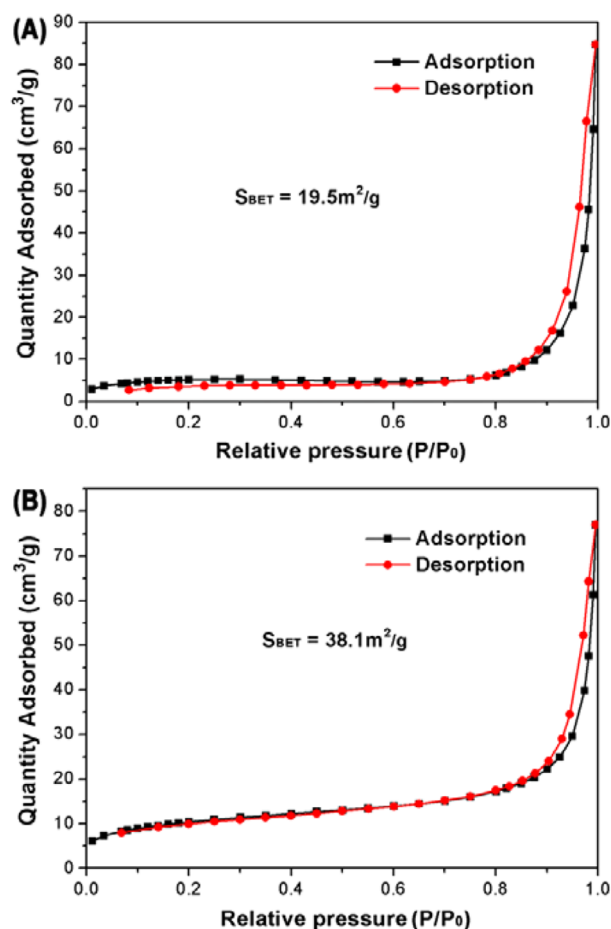 (A)
90
80
70
60
50
40
30
20
10
0
Quantity Adsorbed (cm³/g)
Adsorption
Desorption
SBET = 19.5m²/g
0.0 0.2 0.4 0.6 0.8 1.0
Relative pressure (P/P0)
(B)
80
70
60
50
40
30
20
10
0
Quantity Adsorbed (cm³/g)
Adsorption
Desorption
SBET = 38.1m²/g
0.0 0.2 0.4 0.6 0.8 1.0
Relative pressure (P/P0)